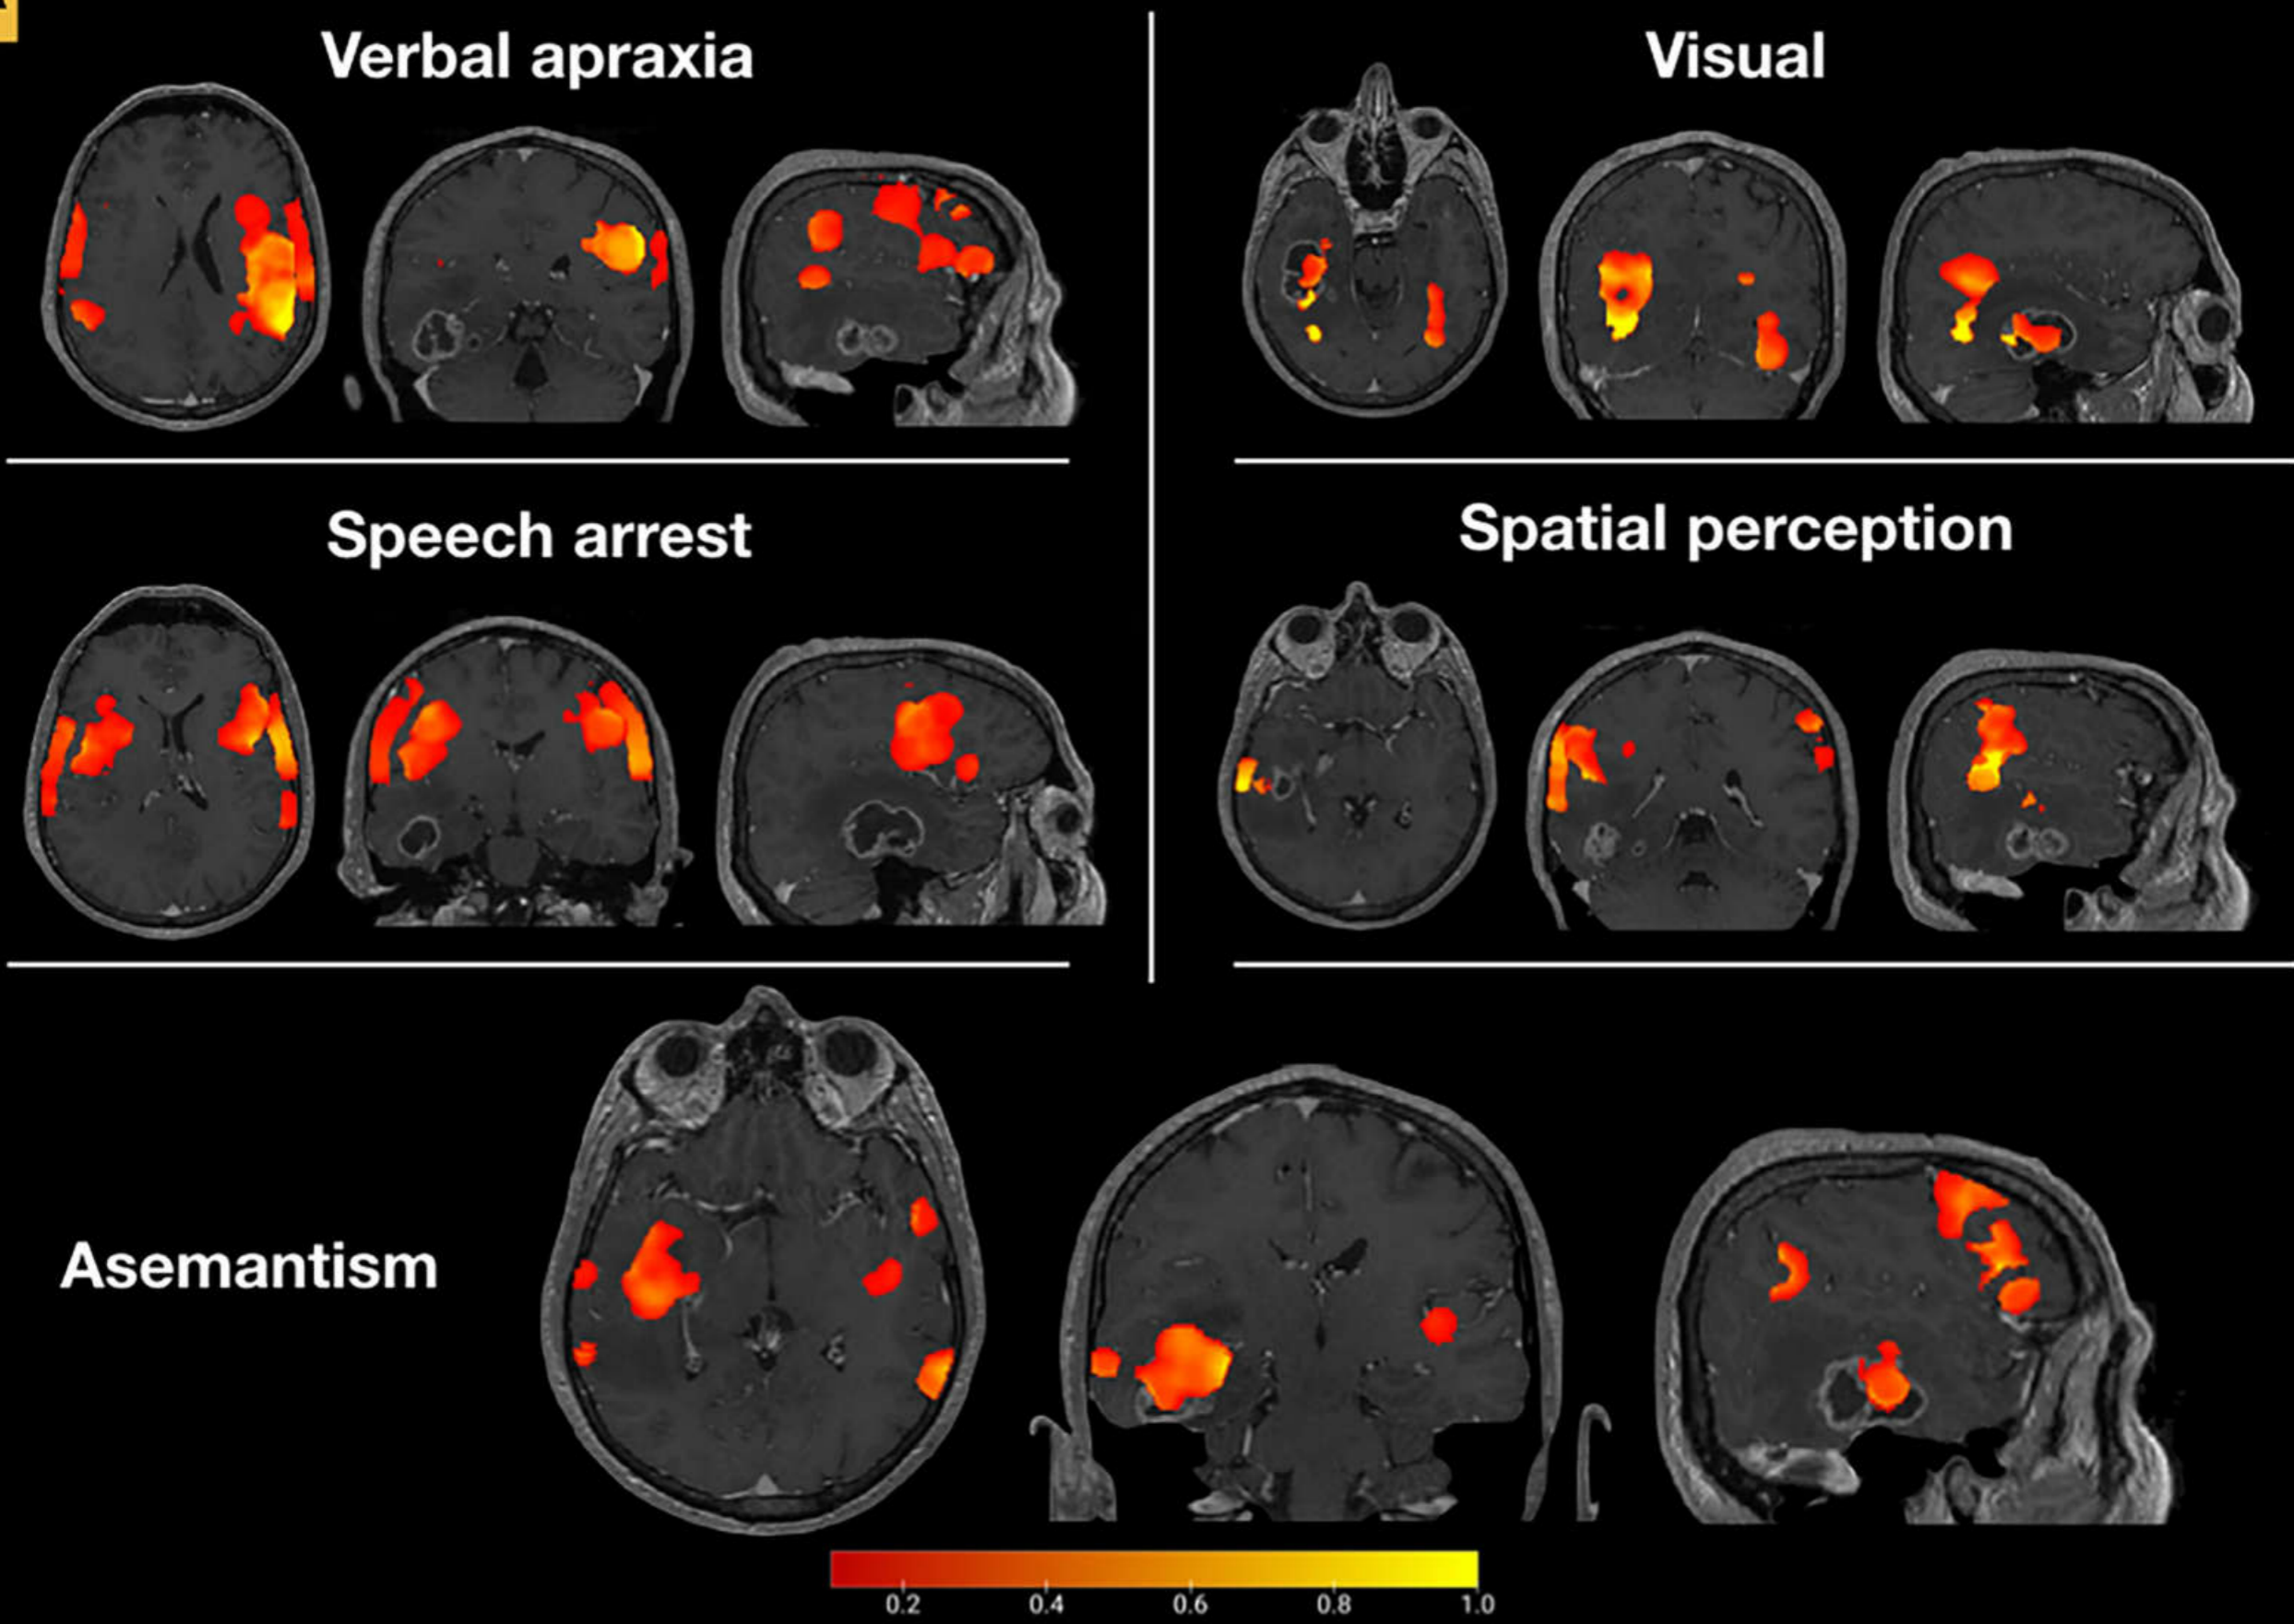 Verbal apraxia
Visual
Speech arrest
Spatial perception
Asemantism
0.2 0.4 0.6 0.8 1.0